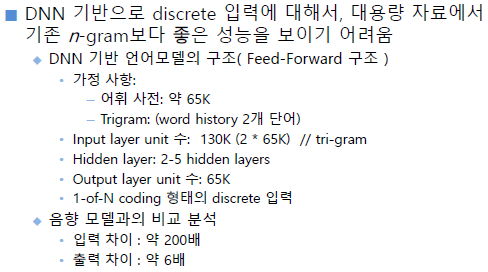 DNN 기반으로 discrete 입력에 대해서, 대용량 자료에서
기존 n-gram보다 좋은 성능을 보이기 어려움
DNN 기반 언어모델의 구조( Feed-Forward 구조 )
가정 사항:
– 어휘 사전: 약 65K
– Trigram: (word history 2개 단어)
Input layer unit 수: 130K (2 * 65K) // tri-gram
Hidden layer: 2-5 hidden layers
Output layer unit 수: 65K
1-of-N coding 형태의 discrete 입력
음향 모델과의 비교 분석
입력 차이 : 약 200배
출력 차이 : 약 6배